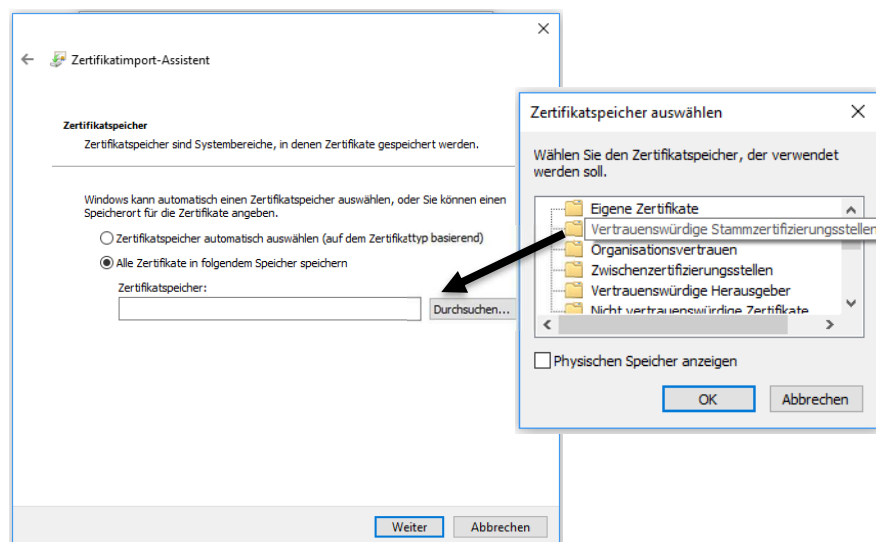 Zertifikatimport-Assistent
Zertifikatspeicher
Zertifikatspeicher sind Systembereiche, in denen Zertifikate gespeichert werden.
Windows kann automatisch einen Zertifikatspeicher auswählen, oder Sie können einen
Speicherort für die Zertifikate angeben.
Zertifikatspeicher automatisch auswählen (auf dem Zertifikattyp basierend)
Alle Zertifikate in folgendem Speicher speichern
Zertifikatspeicher:
Durchsuchen...
Weiter
Abbrechen
Zertifikatspeicher auswählen
Wählen Sie den Zertifikatspeicher, der verwendet
werden soll.
Eigene Zertifikate
Vertrauenswürdige Stammzertifizierungsstellen
Organisationsvertrauen
Zwischenzertifizierungsstellen
Vertrauenswürdige Herausgeber
Nicht vertrauenswürdige Zertifikate
Physischen Speicher anzeigen
OK
Abbrechen